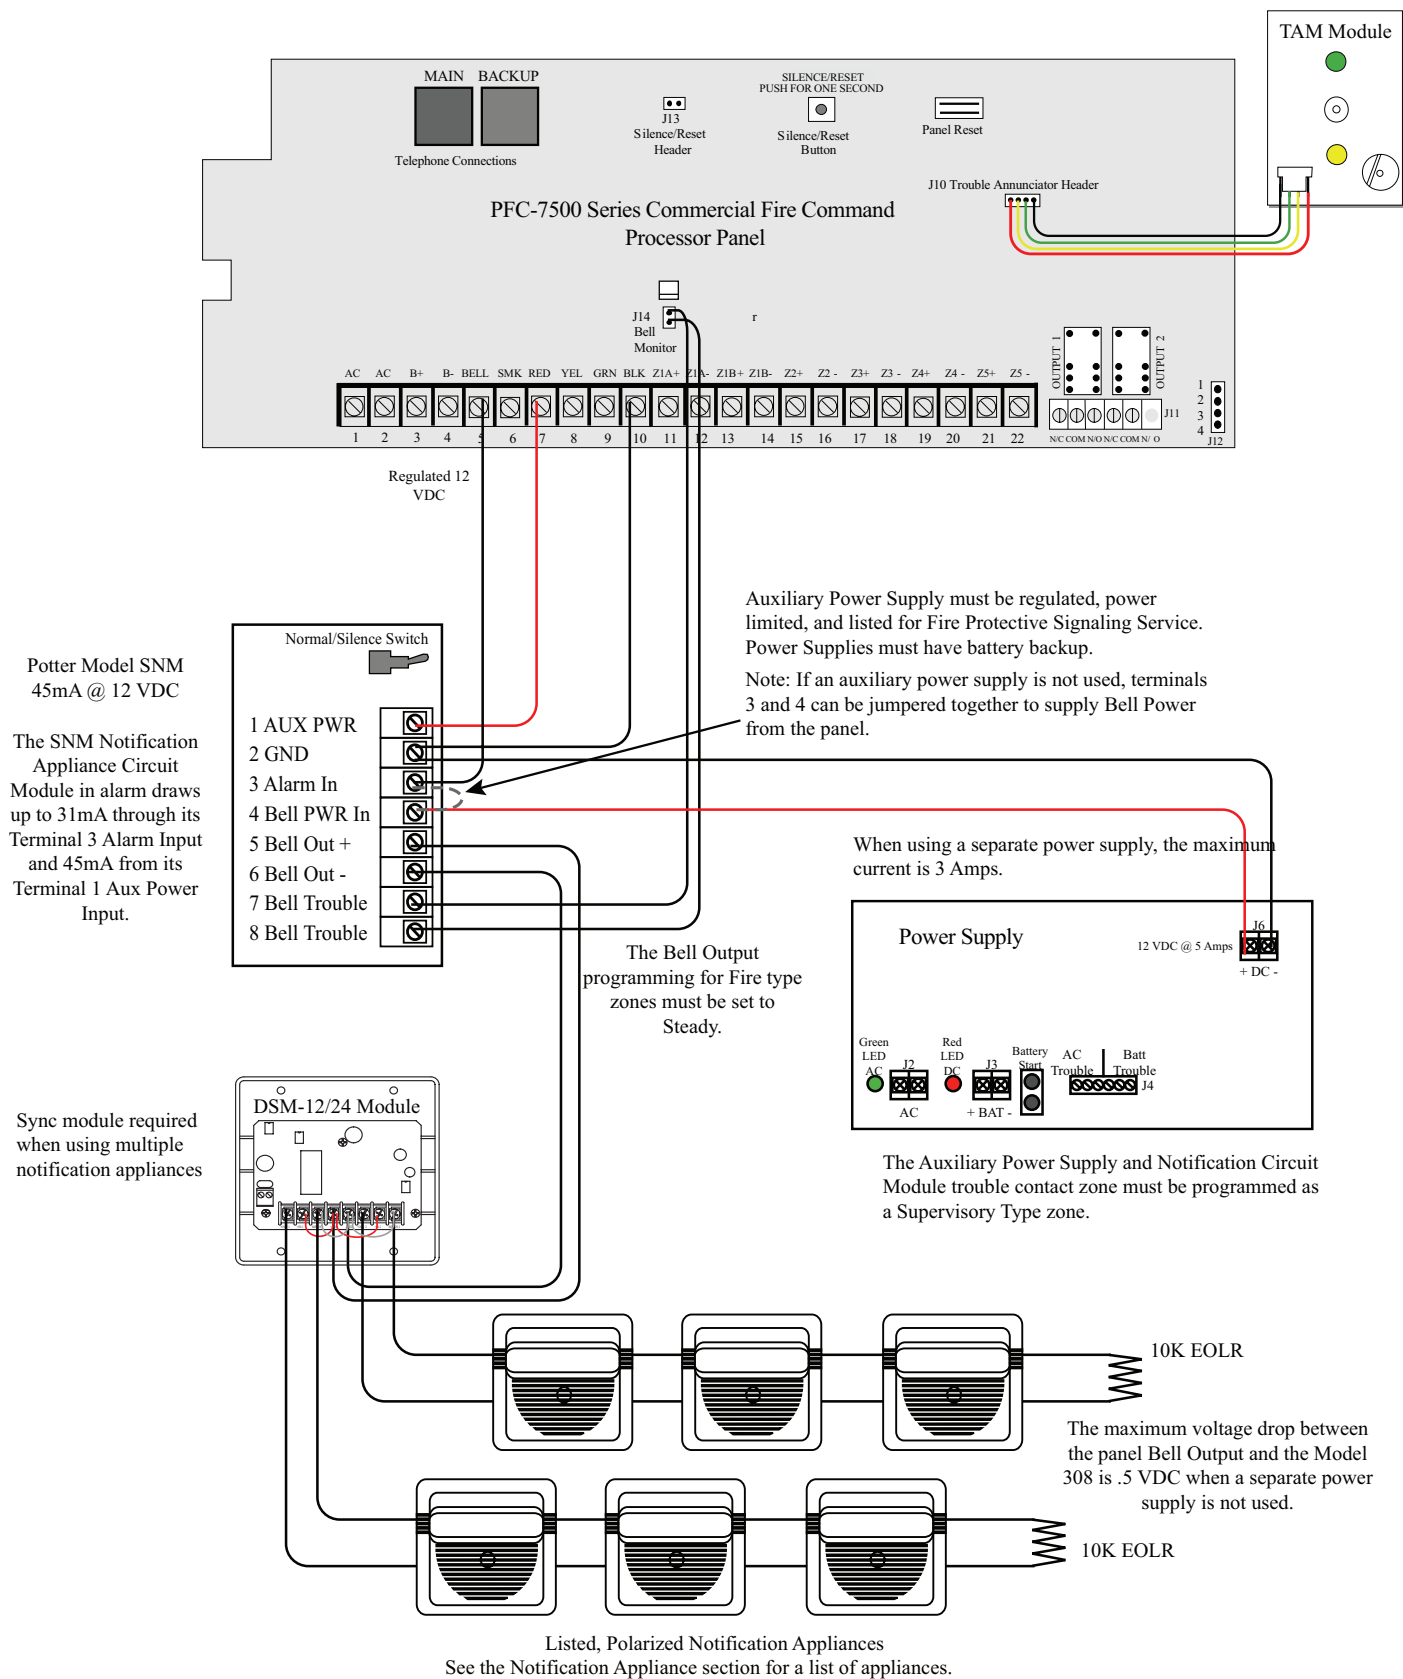 TAM Module
MAIN BACKUP
Telephone Connections
J13
Silence/Reset
Header
SILENCE/RESET
PUSH FOR ONE SECOND
Silence/Reset
Button
Panel Reset
J10 Trouble Annunciator Header
PFC-7500 Series Commercial Fire Command
Processor Panel
J14
Bell
Monitor
r
OUTPUT 1
OUTPUT 2
AC AC B+ B- BELL SMK RED YEL GRN BLK Z1A+ Z1A- Z1B+ Z1B- Z2+ Z2 - Z3+ Z3 - Z4+ Z4 - Z5+ Z5 -
1 2 3 4 5 6 7 8 9 10 11 12 13 14 15 16 17 18 19 20 21 22
J11
N/C COM N/O N/C COM N/ O
1
2
3
4
J12
Regulated 12
VDC
Normal/Silence Switch
1 AUX PWR
2 GND
3 Alarm In
4 Bell PWR In
5 Bell Out +
6 Bell Out -
7 Bell Trouble
8 Bell Trouble
Potter Model SNM
45mA @ 12 VDC
The SNM Notification
Appliance Circuit
Module in alarm draws
up to 31mA through its
Terminal 3 Alarm Input
and 45mA from its
Terminal 1 Aux Power
Input.
Auxiliary Power Supply must be regulated, power
limited, and listed for Fire Protective Signaling Service.
Power Supplies must have battery backup.
Note: If an auxiliary power supply is not used, terminals
3 and 4 can be jumpered together to supply Bell Power
from the panel.
When using a separate power supply, the maximum
current is 3 Amps.
The Bell Output
programming for Fire type
zones must be set to
Steady.
Power Supply
J6
12 VDC @ 5 Amps
+ DC -
Green
LED
AC
J2
AC
Red
LED
DC
J3
+ BAT -
Battery
Start
AC
Trouble
Batt
Trouble
J4
The Auxiliary Power Supply and Notification Circuit
Module trouble contact zone must be programmed as
a Supervisory Type zone.
Sync module required
when using multiple
notification appliances
DSM-12/24 Module
10K EOLR
The maximum voltage drop between
the panel Bell Output and the Model
308 is .5 VDC when a separate power
supply is not used.
10K EOLR
Listed, Polarized Notification Appliances
See the Notification Appliance section for a list of appliances.